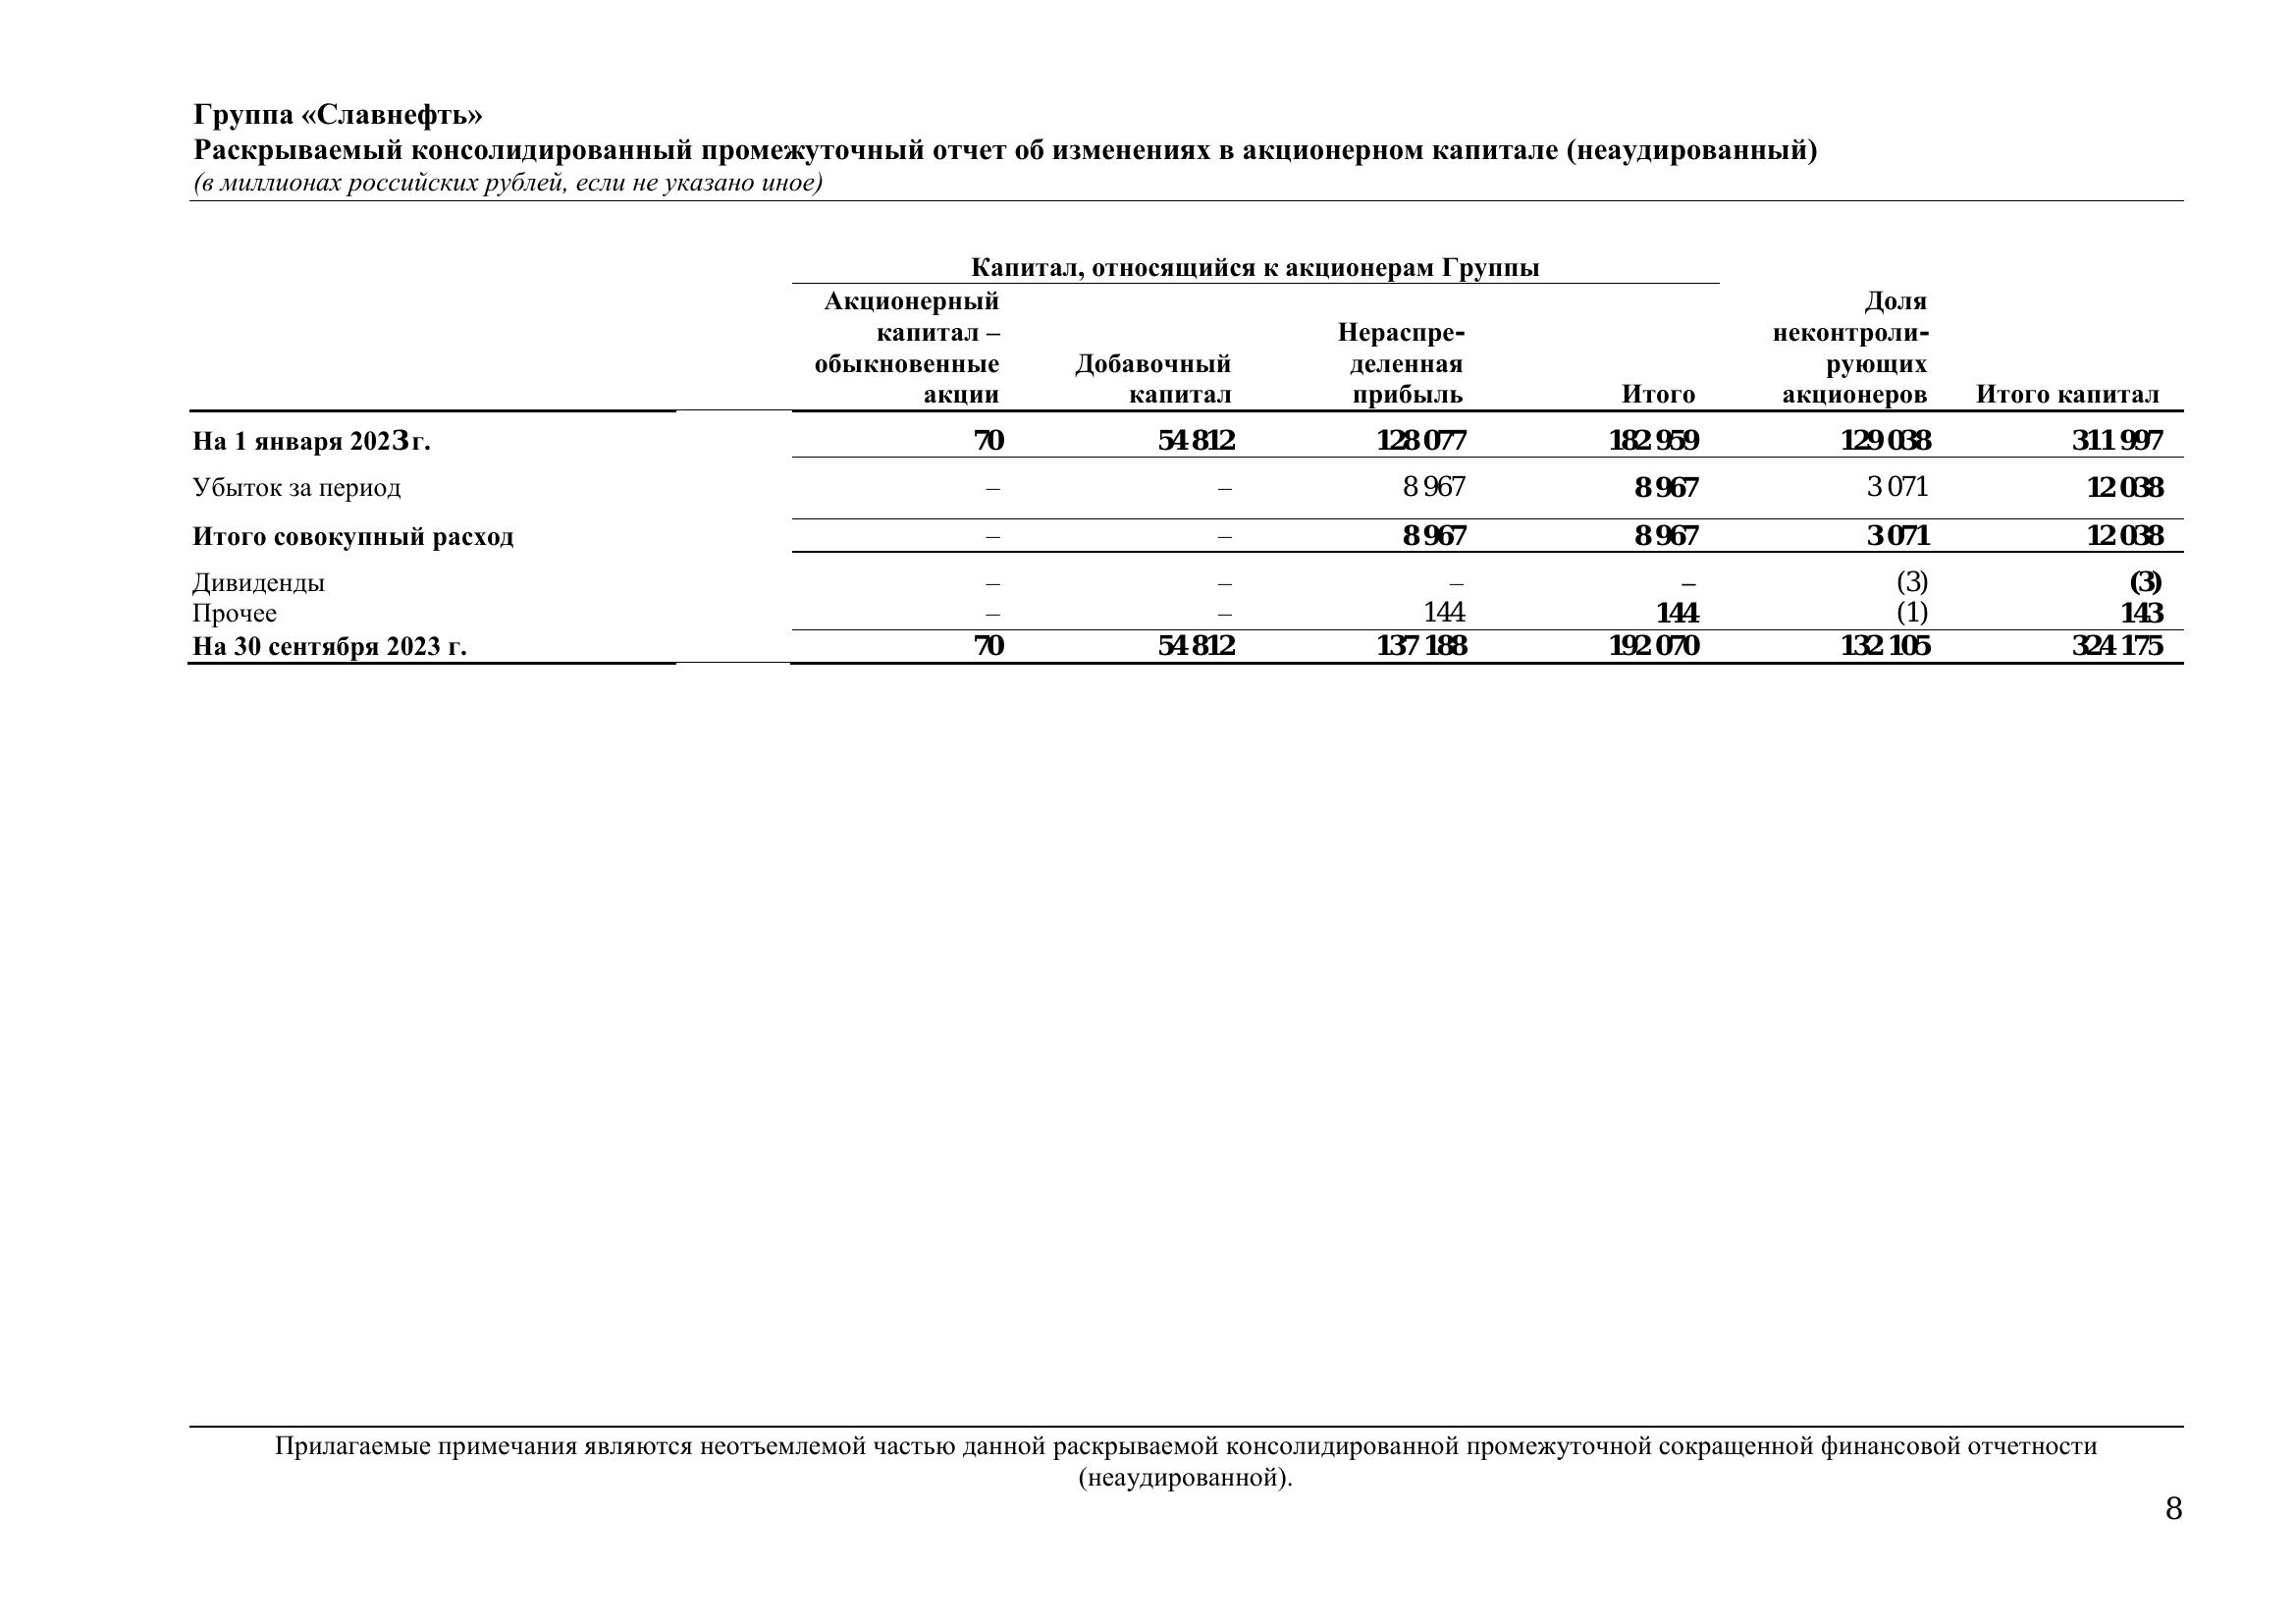 Группа «Славнефть»
Раскрываемый консолидированный промежуточный отчет об изменениях в акционерном капитале (неаудированный)
(в миллионах российских рублей, если не указано иное)
Капитал, относящийся к акционерам Группы
Акционерный капитал – обыкновенные акции Добавочный капитал Нераспре-деленная прибыль Итого Доля неконтроли-рующих акционеров Итого капитал
На 1 января 2023 г. 70 54 812 128 077 182 959 129 038 311 997
Убыток за период – – 8 967 8 967 3 071 12 038
Итого совокупный расход – – 8 967 8 967 3 071 12 038
Дивиденды – – – – (3) (3)
Прочее – – 144 144 (1) 143
На 30 сентября 2023 г. 70 54 812 137 188 192 070 132 105 324 175
Прилагаемые примечания являются неотъемлемой частью данной раскрываемой консолидированной промежуточной сокращенной финансовой отчетности
(неаудированной).
8